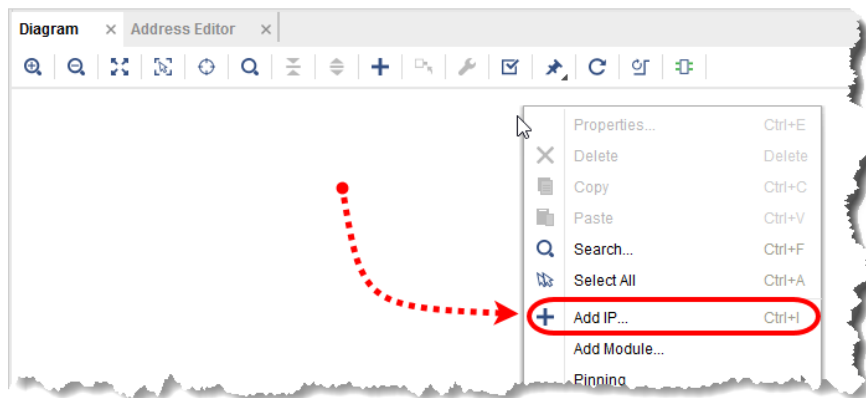 Diagram × Address Editor ×
Properties... Ctrl+E
Delete Delete
Copy Ctrl+C
Paste Ctrl+V
Search... Ctrl+F
Select All Ctrl+A
Add IP... Ctrl+I
Add Module...
Pinning